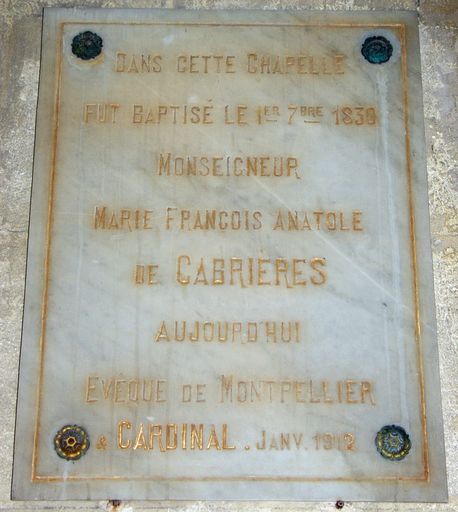 DANS CETTE CHAPELLE
FUT BAPTISÉ LE 1ER 7BRE 1830
MONSEIGNEUR
MARIE FRANCOIS ANATOLE
DE CABRIÈRES
AUJOURD'HUI
EVÊQUE DE MONTPELLIER
& CARDINAL . JANV. 1912